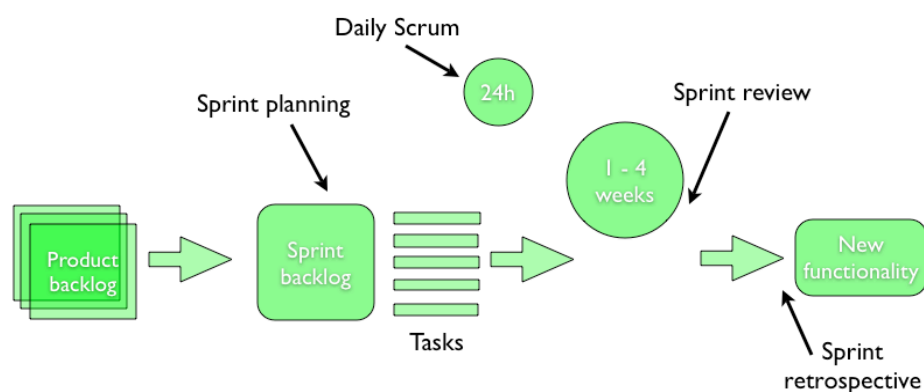 Daily Scrum
24h
Sprint planning
Sprint review
1 - 4
weeks
Product
backlog
Sprint
backlog
New
functionality
Tasks
Sprint
retrospective